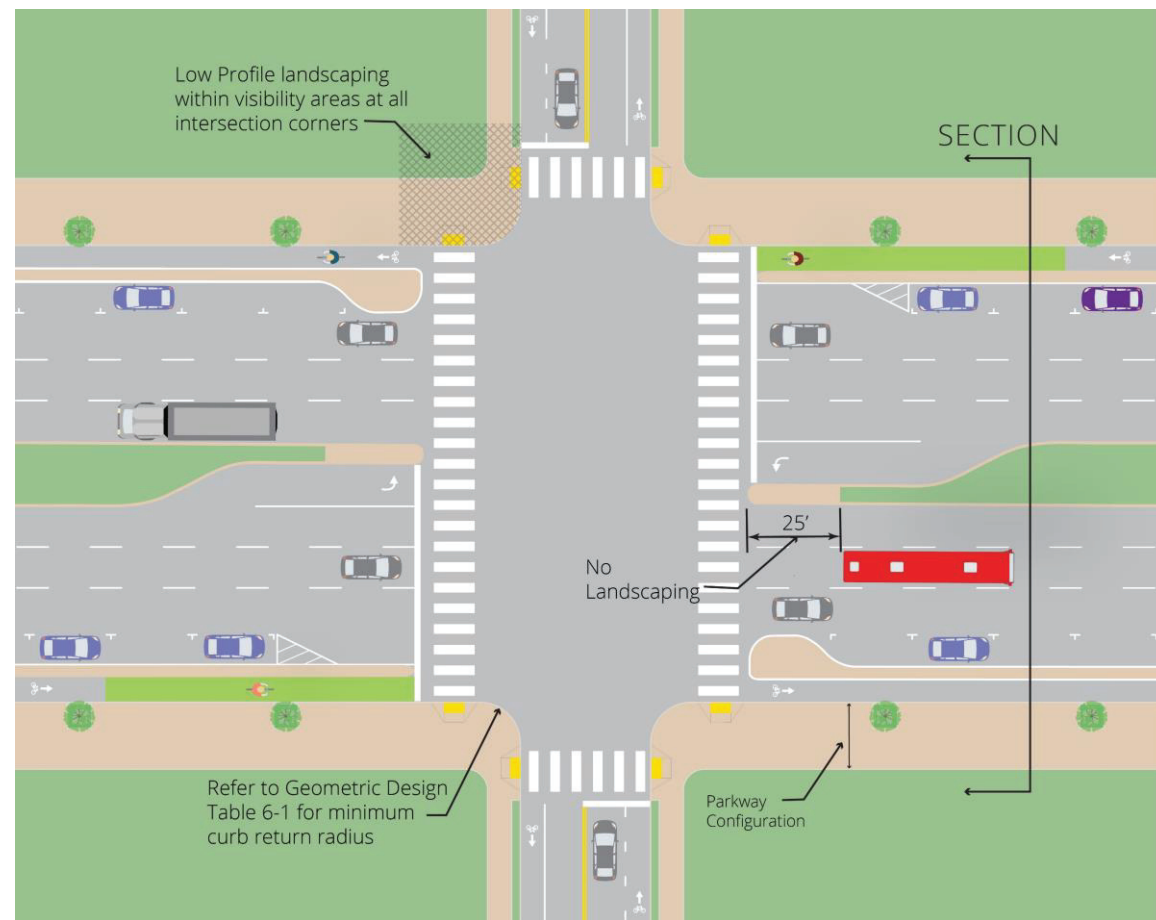 Low Profile landscaping
within visibility areas at all
intersection corners
SECTION
25’
No
Landscaping
Refer to Geometric Design
Table 6-1 for minimum
curb return radius
Parkway
Configuration